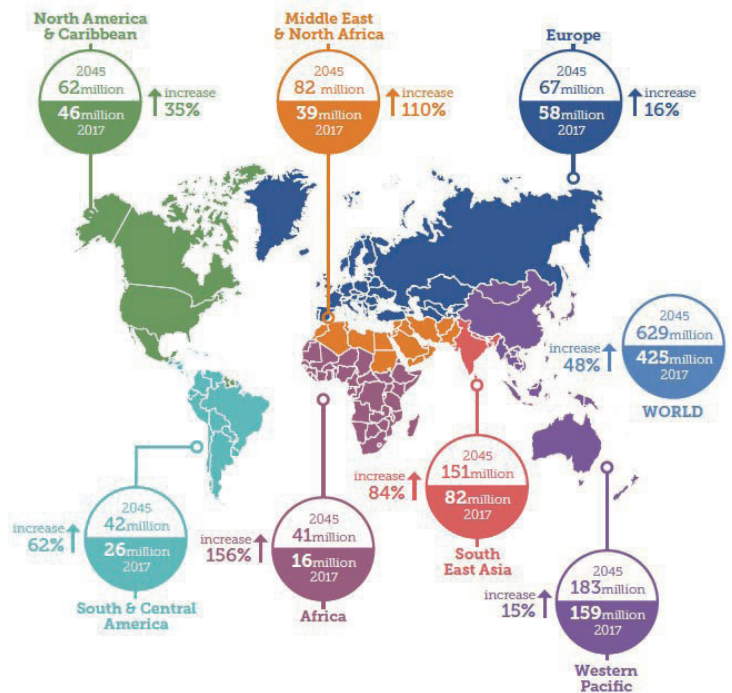 North America
& Caribbean
2045
62million
46million
2017
increase
35%
Middle East
& North Africa
2045
82 million
39million
2017
increase
110%
Europe
2045
67million
58million
2017
increase
16%
2045
629million
425million
2017
increase
48%
WORLD
2045
42million
26million
2017
increase
62%
South & Central
America
2045
41million
16million
2017
increase
156%
Africa
2045
151million
82million
2017
increase
84%
South
East Asia
2045
183million
159million
2017
increase
15%
Western
Pacific